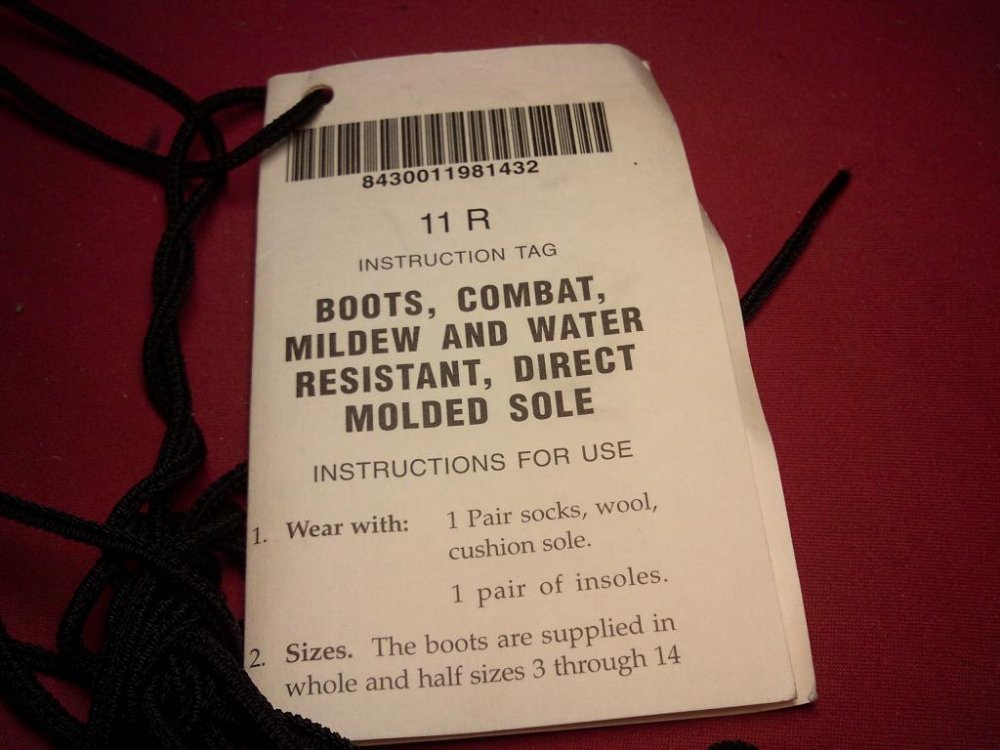 8430011981432
11 R
INSTRUCTION TAG
BOOTS, COMBAT,
MILDEW AND WATER
RESISTANT, DIRECT
MOLDED SOLE
INSTRUCTIONS FOR USE
1. Wear with: 1 Pair socks, wool,
cushion sole.
1 pair of insoles.
2. Sizes. The boots are supplied in
whole and half sizes 3 through 14